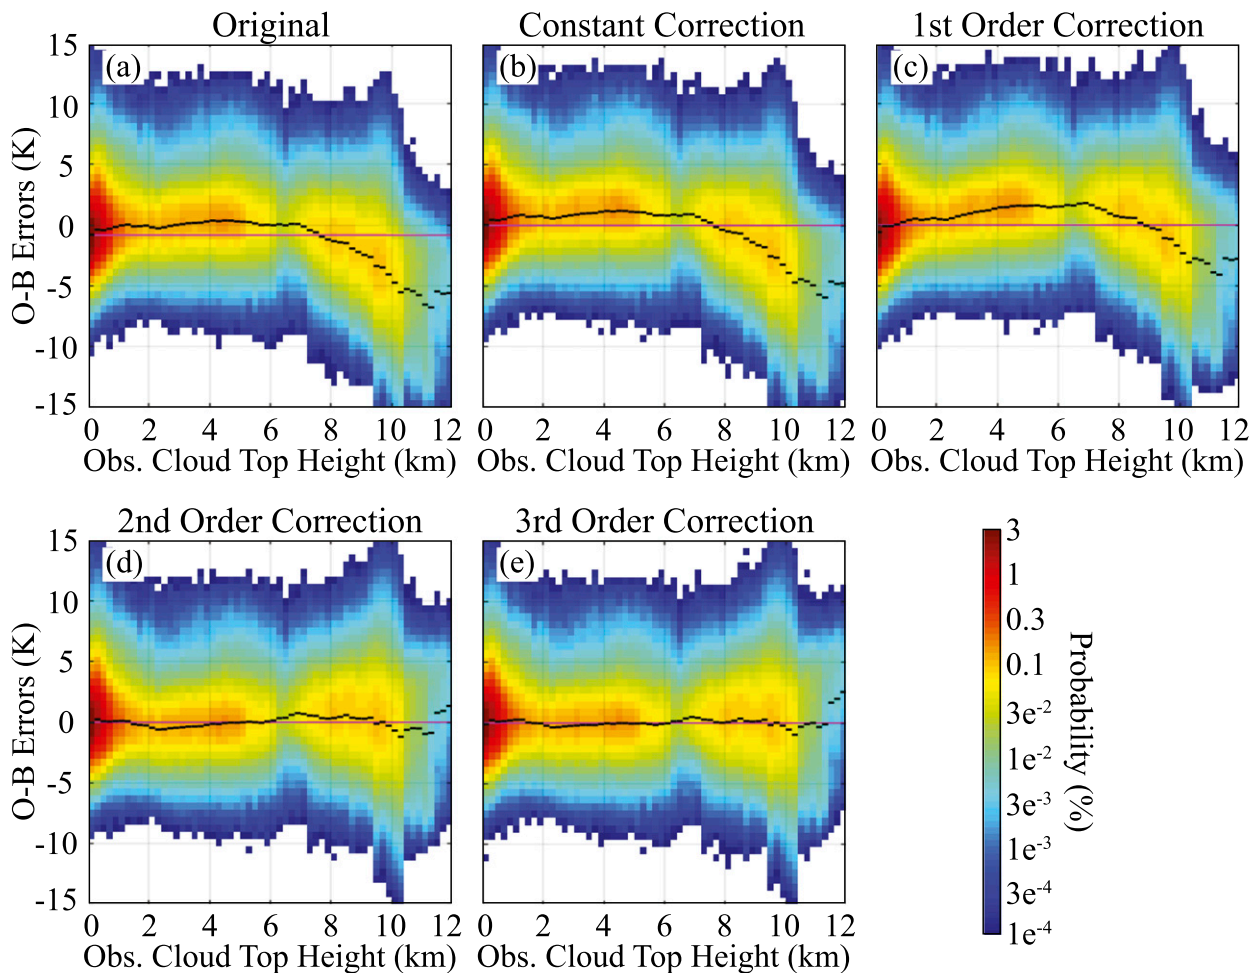 Original
Constant Correction
1st Order Correction
(a)
(b)
(c)
O-B Errors (K)
15
10
5
0
-5
-10
-15
0 2 4 6 8 10 12
0 2 4 6 8 10 12
0 2 4 6 8 10 12
Obs. Cloud Top Height (km)
Obs. Cloud Top Height (km)
Obs. Cloud Top Height (km)
2nd Order Correction
3rd Order Correction
(d)
(e)
O-B Errors (K)
15
10
5
0
-5
-10
-15
0 2 4 6 8 10 12
0 2 4 6 8 10 12
Obs. Cloud Top Height (km)
Obs. Cloud Top Height (km)
3
1
0.3
0.1
3e-2
1e-2
3e-3
1e-3
3e-4
1e-4
Probability (%)